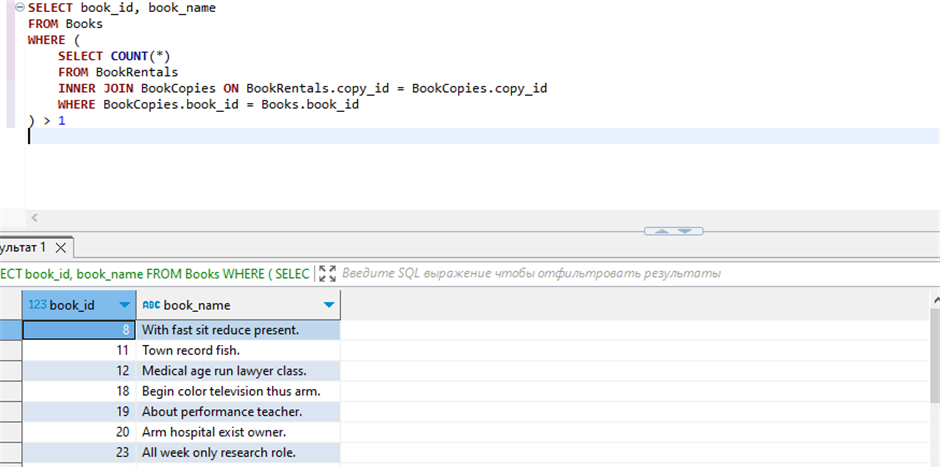 SELECT book_id, book_name
FROM Books
WHERE (
SELECT COUNT(*)
FROM BookRentals
INNER JOIN BookCopies ON BookRentals.copy_id = BookCopies.copy_id
WHERE BookCopies.book_id = Books.book_id
) > 1
ультат 1
ECT book_id, book_name FROM Books WHERE ( SELEC Введите SQL выражение чтобы отфильтровать результаты
123 book_id ABC book_name
8 With fast sit reduce present.
11 Town record fish.
12 Medical age run lawyer class.
18 Begin color television thus arm.
19 About performance teacher.
20 Arm hospital exist owner.
23 All week only research role.